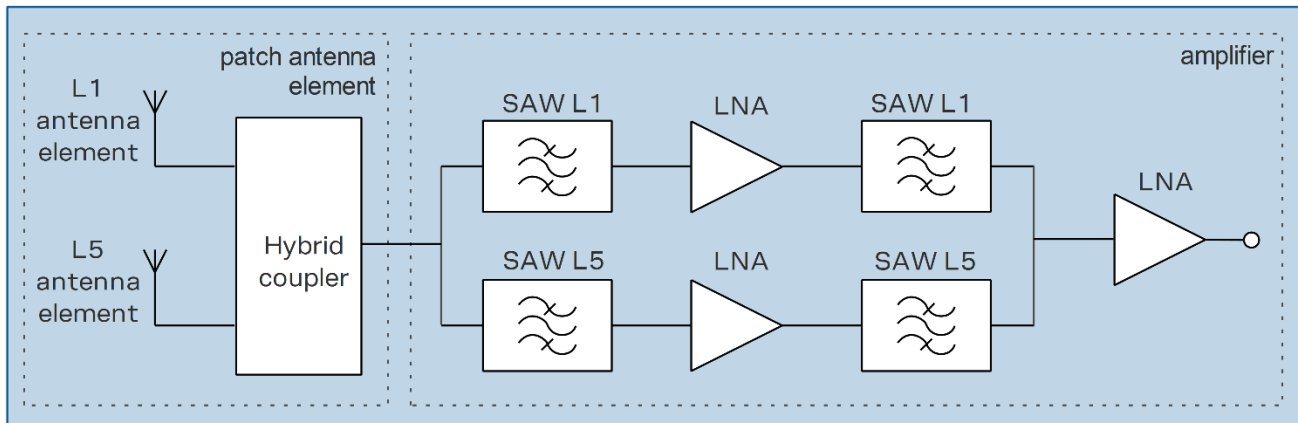 patch antenna
element
L1
antenna
element
L5
antenna
element
Hybrid
coupler
amplifier
SAW L1
LNA
SAW L1
LNA
SAW L5
LNA
SAW L5